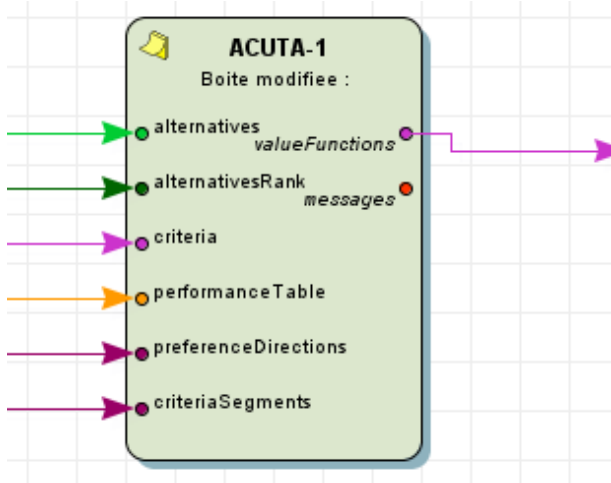 ACUTA-1
Boite modifiee :
alternatives
valueFunctions
alternativesRank
messages
criteria
performanceTable
preferenceDirections
criteriaSegments